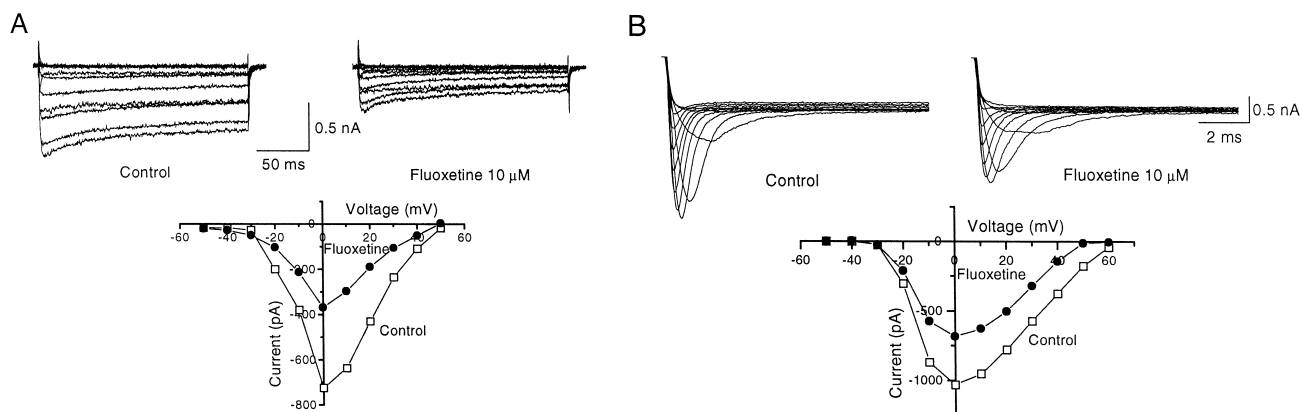 A
B
0.5 nA
50 ms
Control
Fluoxetine 10 µM
0.5 nA
2 ms
Control
Fluoxetine 10 µM
Voltage (mV)
-60 -40 -20 0 20 40 60
Fluoxetine
-200
-400
Control
-600
-800
Current (pA)
Voltage (mV)
-60 -40 -20 0 20 40 60
Fluoxetine
-500
Control
-1000
Current (pA)